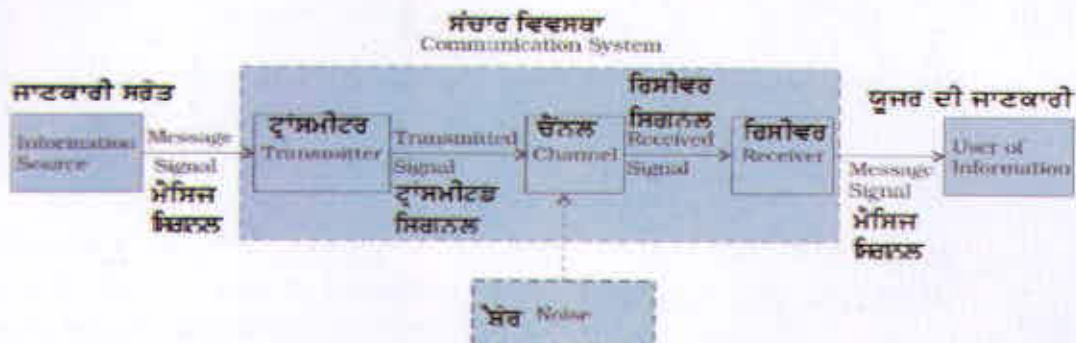 ਸੰਚਾਰ ਵਿਵਸਥਾ
Communication System
ਜਾਣਕਾਰੀ ਸਰੋਤ
Information
Source
Message
Signal
ਮੈਸਿਜ
ਸਿਗਨਲ
ਟ੍ਰਾਂਸਮੀਟਰ
Transmitter
Transmitted
Signal
ਟ੍ਰਾਂਸਮੀਟਡ
ਸਿਗਨਲ
ਚੈਨਲ
Channel
ਰਿਸੀਵਰ
ਸਿਗਨਲ
Received
Signal
ਰਿਸੀਵਰ
Receiver
Message
Signal
ਮੈਸਿਜ
ਸਿਗਨਲ
ਯੂਜਰ ਦੀ ਜਾਣਕਾਰੀ
User of
Information
ਸ਼ੋਰ Noise